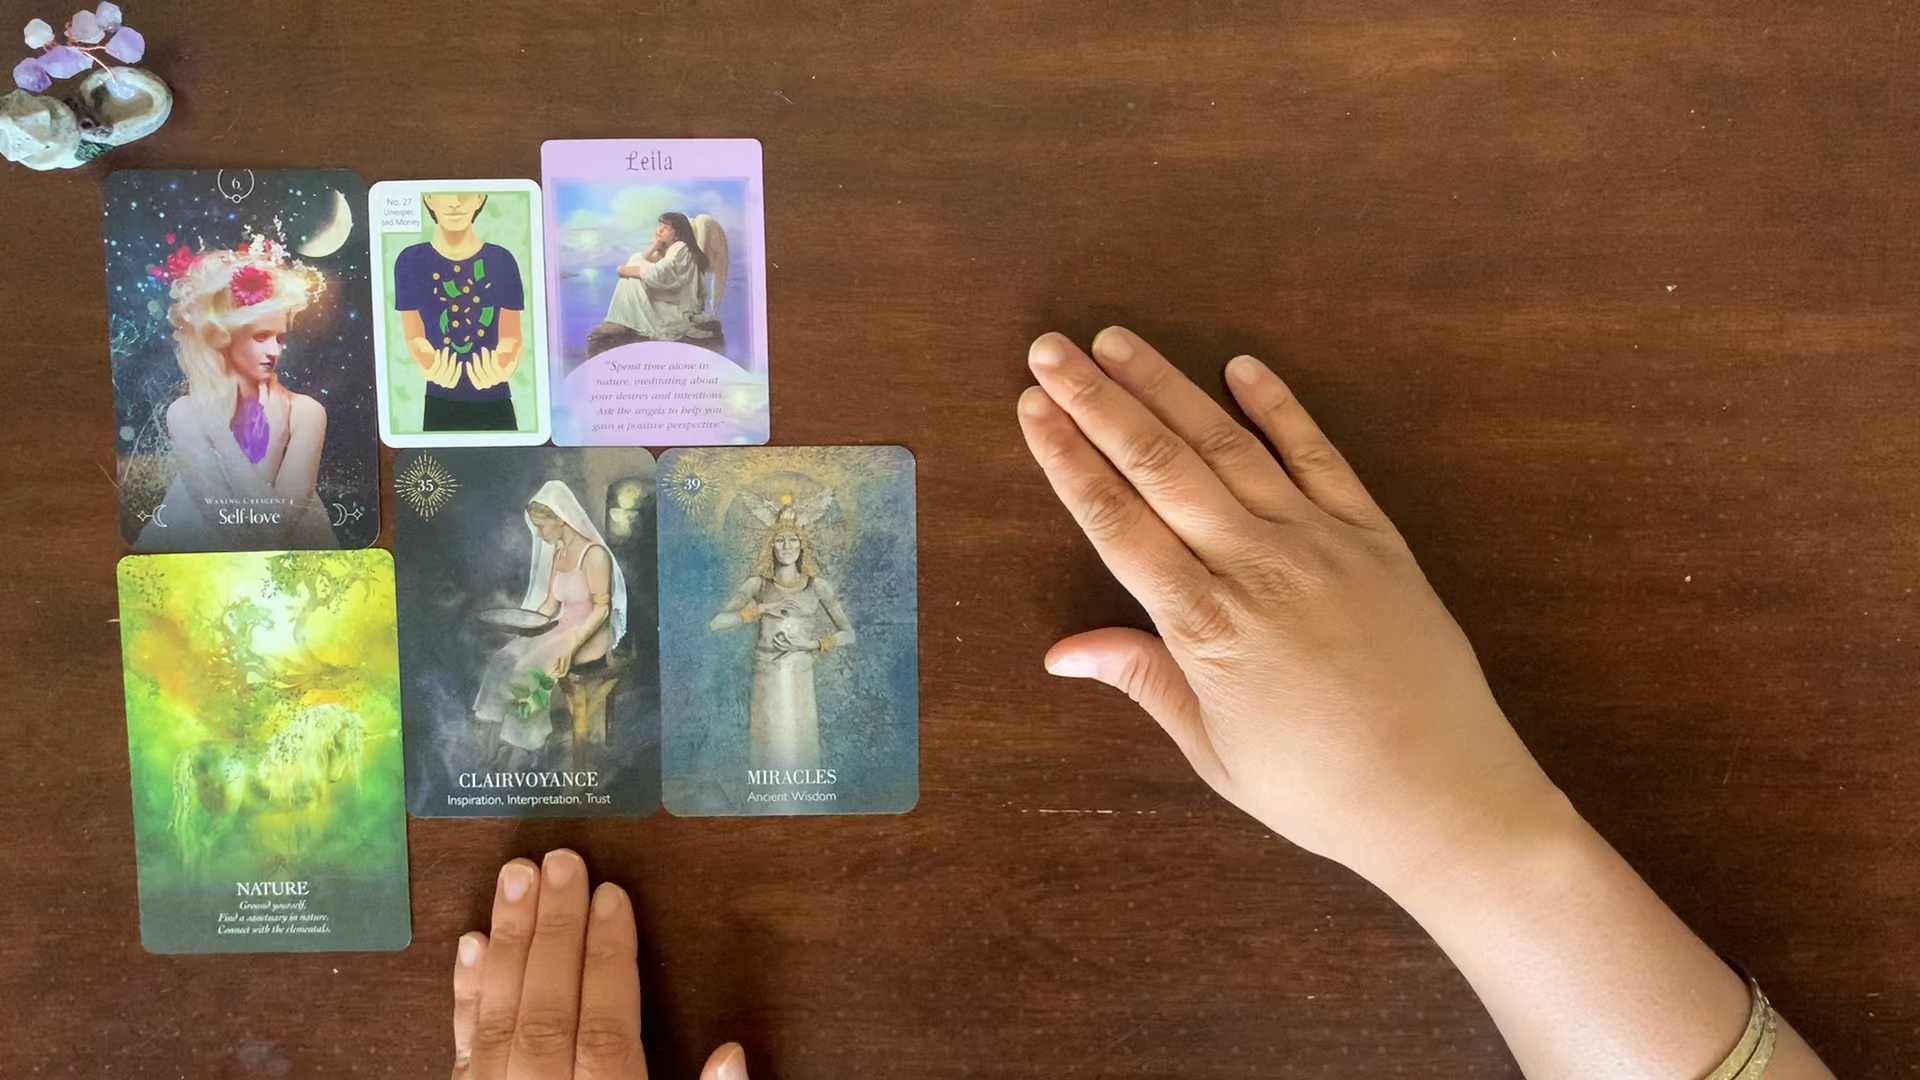 6
WAXING CRESCENT 4
Self-love
No. 27
Unexpec
ted Money
Leila
"Spend time alone in
nature, meditating about
your desires and intentions.
Ask the angels to help you
gain a positive perspective"
NATURE
Ground yourself.
Find a sanctuary in nature.
Connect with the elementals.
35
CLAIRVOYANCE
Inspiration, Interpretation, Trust
39
MIRACLES
Ancient Wisdom